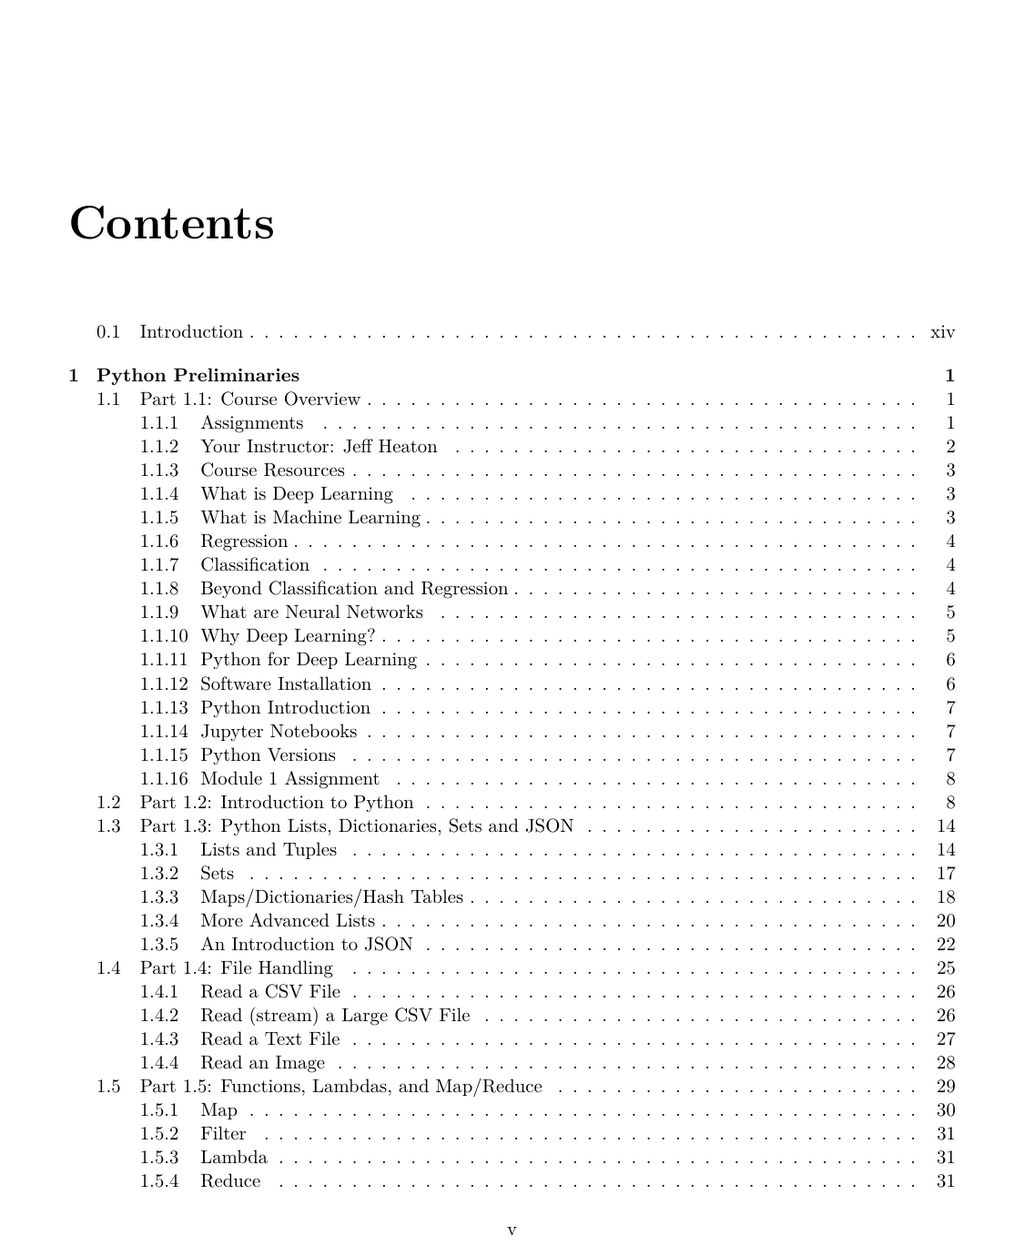 Contents
0.1 Introduction . . . . . . . . . . . . . . . . . . . . . . . . . . . . . . . . . . . . . . . . . . . . . . xiv
1 Python Preliminaries 1
1.1 Part 1.1: Course Overview . . . . . . . . . . . . . . . . . . . . . . . . . . . . . . . . . . . . . . 1
1.1.1 Assignments . . . . . . . . . . . . . . . . . . . . . . . . . . . . . . . . . . . . . . . . . 1
1.1.2 Your Instructor: Jeff Heaton . . . . . . . . . . . . . . . . . . . . . . . . . . . . . . . . 2
1.1.3 Course Resources . . . . . . . . . . . . . . . . . . . . . . . . . . . . . . . . . . . . . . . 3
1.1.4 What is Deep Learning . . . . . . . . . . . . . . . . . . . . . . . . . . . . . . . . . . . 3
1.1.5 What is Machine Learning . . . . . . . . . . . . . . . . . . . . . . . . . . . . . . . . . . 3
1.1.6 Regression . . . . . . . . . . . . . . . . . . . . . . . . . . . . . . . . . . . . . . . . . . . 4
1.1.7 Classification . . . . . . . . . . . . . . . . . . . . . . . . . . . . . . . . . . . . . . . . . 4
1.1.8 Beyond Classification and Regression . . . . . . . . . . . . . . . . . . . . . . . . . . . . 4
1.1.9 What are Neural Networks . . . . . . . . . . . . . . . . . . . . . . . . . . . . . . . . . 5
1.1.10 Why Deep Learning? . . . . . . . . . . . . . . . . . . . . . . . . . . . . . . . . . . . . . 5
1.1.11 Python for Deep Learning . . . . . . . . . . . . . . . . . . . . . . . . . . . . . . . . . . 6
1.1.12 Software Installation . . . . . . . . . . . . . . . . . . . . . . . . . . . . . . . . . . . . . 6
1.1.13 Python Introduction . . . . . . . . . . . . . . . . . . . . . . . . . . . . . . . . . . . . . 7
1.1.14 Jupyter Notebooks . . . . . . . . . . . . . . . . . . . . . . . . . . . . . . . . . . . . . . 7
1.1.15 Python Versions . . . . . . . . . . . . . . . . . . . . . . . . . . . . . . . . . . . . . . . 7
1.1.16 Module 1 Assignment . . . . . . . . . . . . . . . . . . . . . . . . . . . . . . . . . . . . 8
1.2 Part 1.2: Introduction to Python . . . . . . . . . . . . . . . . . . . . . . . . . . . . . . . . . . 8
1.3 Part 1.3: Python Lists, Dictionaries, Sets and JSON . . . . . . . . . . . . . . . . . . . . . . . 14
1.3.1 Lists and Tuples . . . . . . . . . . . . . . . . . . . . . . . . . . . . . . . . . . . . . . . 14
1.3.2 Sets . . . . . . . . . . . . . . . . . . . . . . . . . . . . . . . . . . . . . . . . . . . . . . 17
1.3.3 Maps/Dictionaries/Hash Tables . . . . . . . . . . . . . . . . . . . . . . . . . . . . . . . 18
1.3.4 More Advanced Lists . . . . . . . . . . . . . . . . . . . . . . . . . . . . . . . . . . . . . 20
1.3.5 An Introduction to JSON . . . . . . . . . . . . . . . . . . . . . . . . . . . . . . . . . . 22
1.4 Part 1.4: File Handling . . . . . . . . . . . . . . . . . . . . . . . . . . . . . . . . . . . . . . . 25
1.4.1 Read a CSV File . . . . . . . . . . . . . . . . . . . . . . . . . . . . . . . . . . . . . . . 26
1.4.2 Read (stream) a Large CSV File . . . . . . . . . . . . . . . . . . . . . . . . . . . . . . 26
1.4.3 Read a Text File . . . . . . . . . . . . . . . . . . . . . . . . . . . . . . . . . . . . . . . 27
1.4.4 Read an Image . . . . . . . . . . . . . . . . . . . . . . . . . . . . . . . . . . . . . . . . 28
1.5 Part 1.5: Functions, Lambdas, and Map/Reduce . . . . . . . . . . . . . . . . . . . . . . . . . 29
1.5.1 Map . . . . . . . . . . . . . . . . . . . . . . . . . . . . . . . . . . . . . . . . . . . . . . 30
1.5.2 Filter . . . . . . . . . . . . . . . . . . . . . . . . . . . . . . . . . . . . . . . . . . . . . 31
1.5.3 Lambda . . . . . . . . . . . . . . . . . . . . . . . . . . . . . . . . . . . . . . . . . . . . 31
1.5.4 Reduce . . . . . . . . . . . . . . . . . . . . . . . . . . . . . . . . . . . . . . . . . . . . 31
v